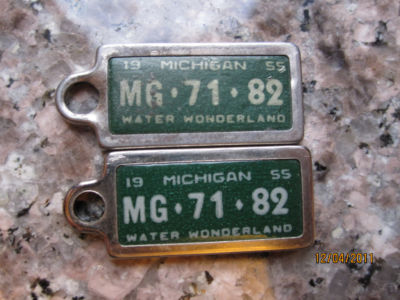 19 MICHIGAN 55
MG·71·82
WATER WONDERLAND
19 MICHIGAN 55
MG·71·82
WATER WONDERLAND
12/04/2011